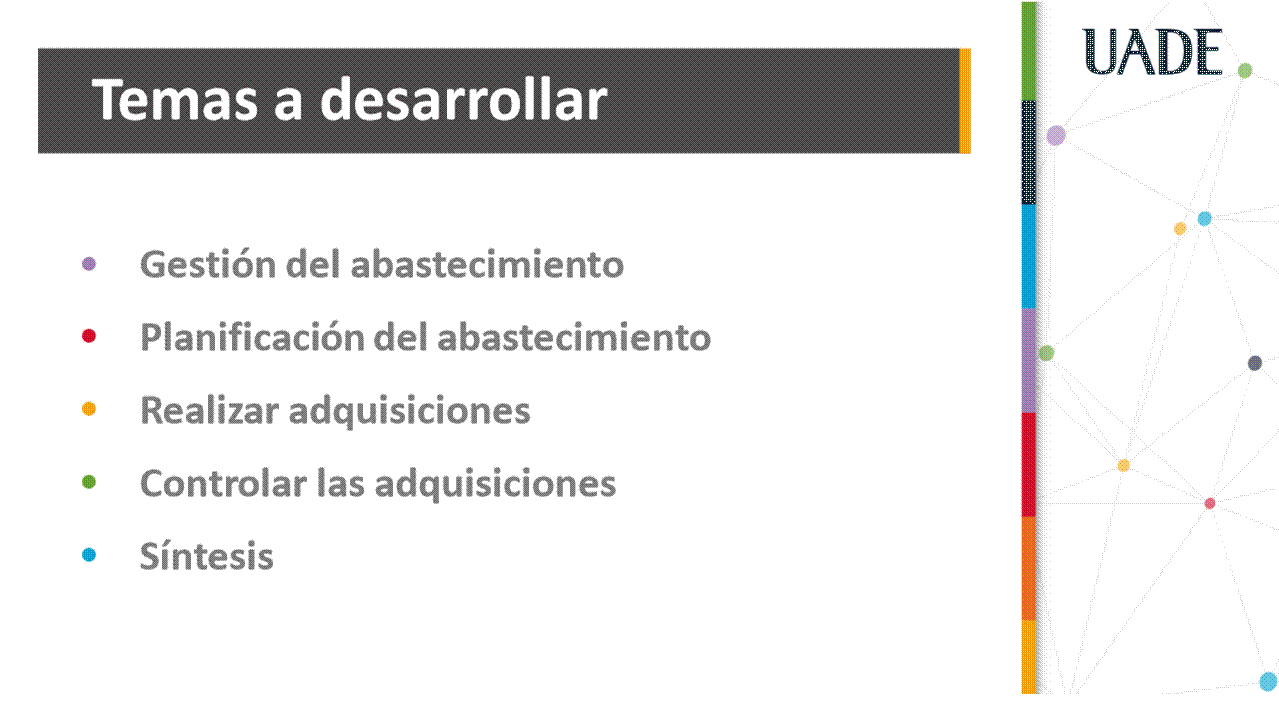 UADE
Temas a desarrollar
Gestión del abastecimiento
Planificación del abastecimiento
Realizar adquisiciones
Controlar las adquisiciones
Síntesis